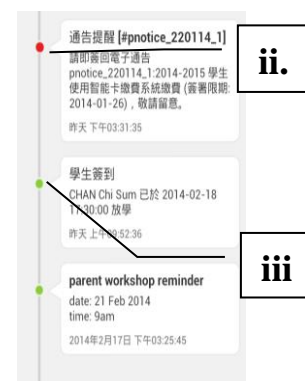 通告提醒 [#pnotice_220114_1]
請即簽回電子通告
pnotice_220114_1:2014-2015 學生
使用智能卡繳費系統繳費 (簽署限期:
2014-01-26)，敬請留意。
昨天 下午03:31:35
ii.
學生簽到
CHAN Chi Sum 已於 2014-02-18
17:30:00 放學
昨天 上午09:52:36
iii
parent workshop reminder
date: 21 Feb 2014
time: 9am
2014年2月17日 下午03:25:45